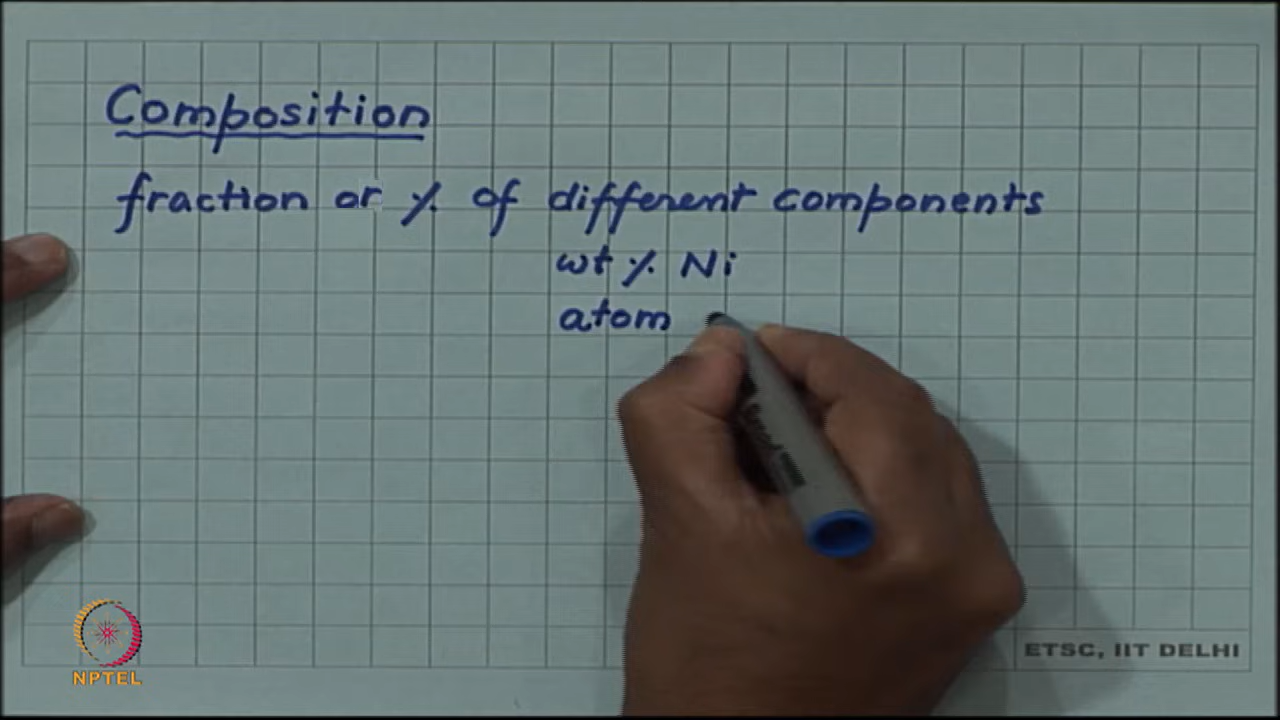 Composition
fraction or % of different components
wt % Ni
atom
ETSC, IIT DELHI
NPTEL